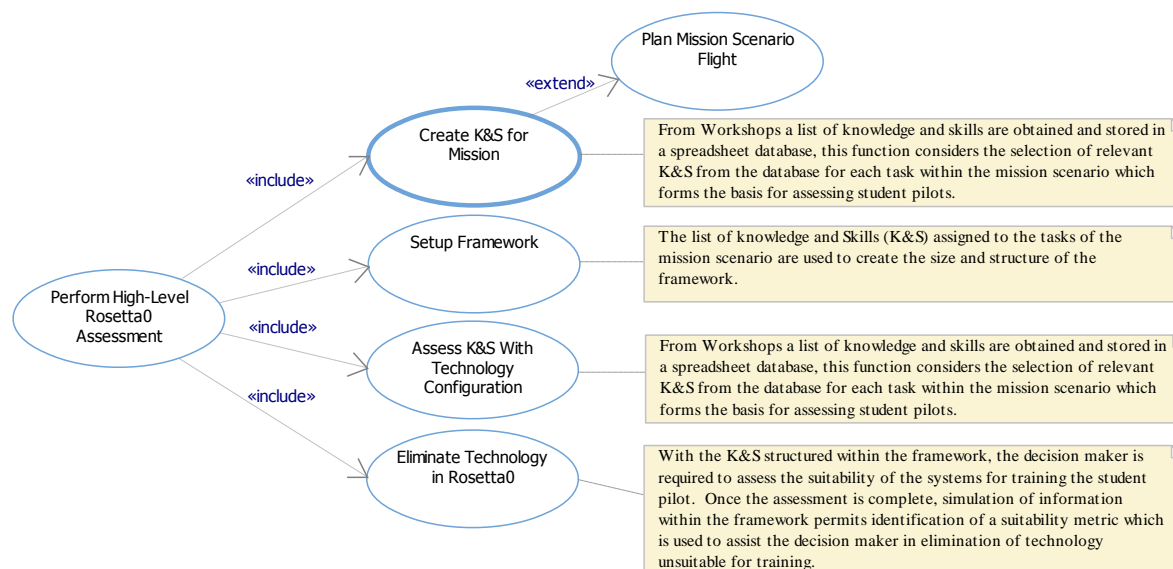 Plan Mission Scenario
Flight
«extend»
Create K&S for
Mission
From Workshops a list of knowledge and skills are obtained and stored in
a spreadsheet database, this function considers the selection of relevant
K&S from the database for each task within the mission scenario which
forms the basis for assessing student pilots.
«include»
Setup Framework
The list of knowledge and Skills (K&S) assigned to the tasks of the
mission scenario are used to create the size and structure of the
framework.
«include»
Perform High-Level
Rosetta0
Assessment
«include»
Assess K&S With
Technology
Configuration
From Workshops a list of knowledge and skills are obtained and stored in
a spreadsheet database, this function considers the selection of relevant
K&S from the database for each task within the mission scenario which
forms the basis for assessing student pilots.
«include»
Eliminate Technology
in Rosetta0
With the K&S structured within the framework, the decision maker is
required to assess the suitability of the systems for training the student
pilot.  Once the assessment is complete, simulation of information
within the framework permits identification of a suitability metric which
is used to assist the decision maker in elimination of technology
unsuitable for training.